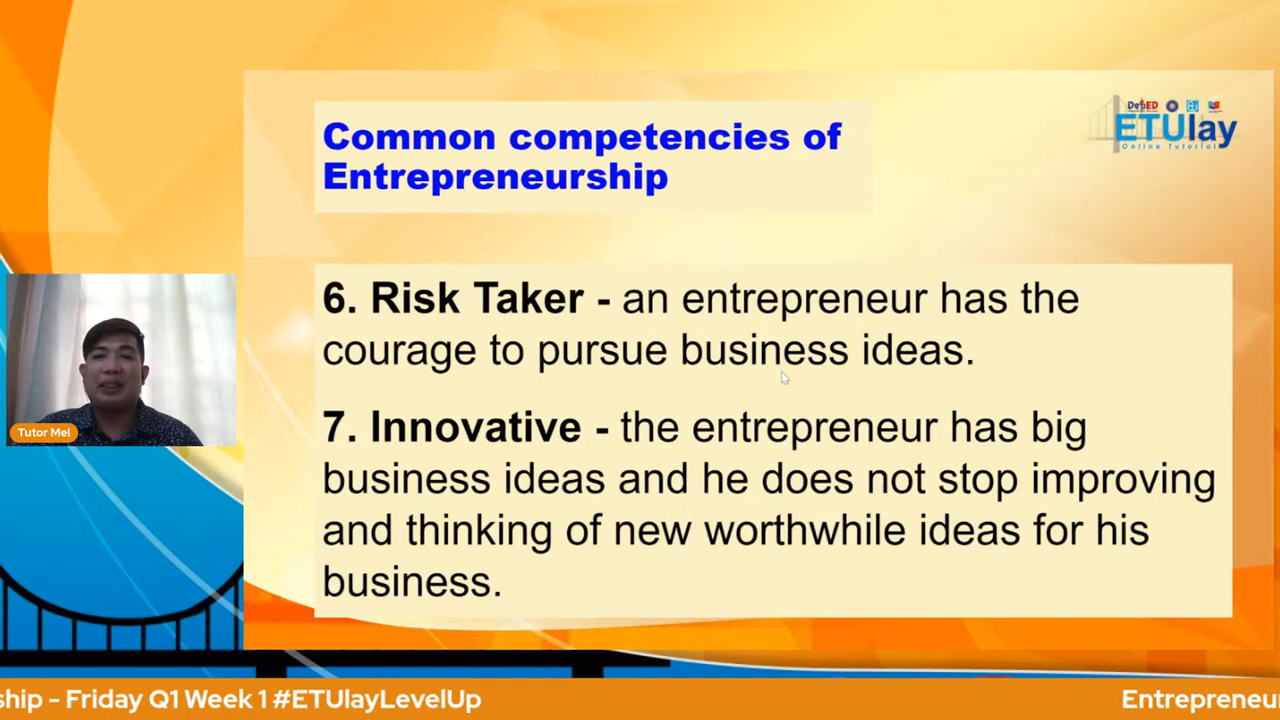 DepED
ETUlay
Online Tutorial
Common competencies of
Entrepreneurship
6. Risk Taker - an entrepreneur has the
courage to pursue business ideas.
7. Innovative - the entrepreneur has big
business ideas and he does not stop improving
and thinking of new worthwhile ideas for his
business.
Tutor Mel
ship - Friday Q1 Week 1 #ETUlayLevelUp
Entrepreneur